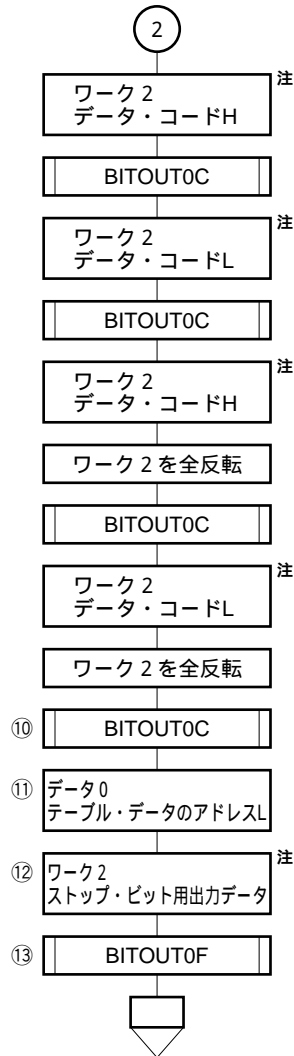 2
注
ワーク2
データ・コードH
BITOUT0C
注
ワーク2
データ・コードL
BITOUT0C
注
ワーク2
データ・コードH
ワーク2を全反転
BITOUT0C
注
ワーク2
データ・コードL
ワーク2を全反転
⑩ BITOUT0C
⑪ データ0
テーブル・データのアドレスL
注
⑫ ワーク2
ストップ・ビット用出力データ
⑬ BITOUT0F